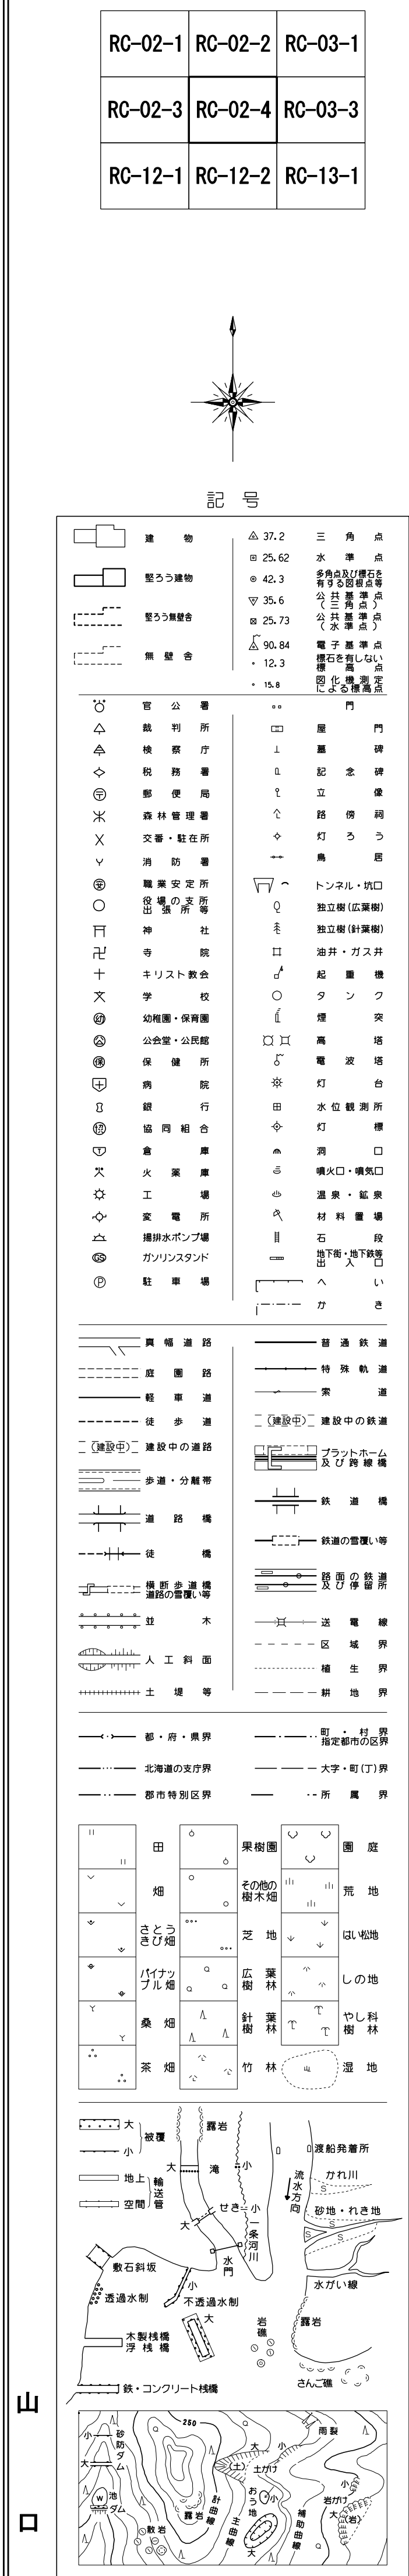 RC-02-1 RC-02-2 RC-03-1
RC-02-3 RC-02-4 RC-03-3
RC-12-1 RC-12-2 RC-13-1
記号
建物
堅ろう建物
堅ろう無壁舎
無壁舎
37.2 三角点
25.62 水準点
42.3 多角点及び標石を
有する図根点等
35.6 公共基準点
(三角点)
25.73 公共基準点
(水準点)
90.84 電子基準点
12.3 標石を有しない
標高点
15.8 図化機測定
による標高点
官公署
裁判所
検察庁
税務署
郵便局
森林管理署
交番・駐在所
消防署
職業安定所
役場の支所
出張所等
神社
寺院
キリスト教会
文 学校
幼 幼稚園・保育園
公 公会堂・公民館
保 保健所
病院
銀行
協 協同組合
倉庫
火薬庫
工場
変電所
揚排水ポンプ場
GS ガソリンスタンド
P 駐車場
門
屋門
墓碑
記念碑
立像
路傍祠
灯ろう
鳥居
トンネル・坑口
独立樹(広葉樹)
独立樹(針葉樹)
油井・ガス井
起重機
タンク
煙突
高塔
電波塔
灯台
水位観測所
灯標
洞口
噴火口・噴気口
温泉・鉱泉
材料置場
石段
地下街・地下鉄等
出入口
へい
かき
真幅道路
庭園路
軽車道
徒歩道
(建設中) 建設中の道路
歩道・分離帯
道路橋
徒橋
横断歩道橋
道路の雪覆い等
並木
人工斜面
土堤等
普通鉄道
特殊軌道
索道
(建設中) 建設中の鉄道
プラットホーム
及び跨線橋
鉄道橋
鉄道の雪覆い等
路面の鉄道
及び停留所
送電線
区域界
植生界
耕地界
都・府・県界
北海道の支庁界
郡市特別区界
町・村界
指定都市の区界
大字・町(丁)界
所属界
田
畑
さとう
きび畑
パイナッ
プル畑
桑畑
茶畑
果樹園
その他の
樹木畑
芝地
広葉
樹林
針葉
樹林
竹林
園庭
荒地
はい松地
しの地
やし科
樹林
湿地
大
小
被覆
地上
空間
輸送管
露岩
大
滝
小
せき
小
大
一条河川
水門
流水方向
渡船発着所
かれ川
S
砂地・れき地
S
S
水がい線
敷石斜坂
透過水制
小
不透過水制
大
木製桟橋
浮桟橋
鉄・コンクリート桟橋
岩礁
露岩
さんご礁
250
小
大
砂防ダム
W
池
ダム
散岩
露岩
計曲線
主曲線
大
小
(土)
土がけ
おう地
小
大
補助曲線
雨裂
小
岩がけ
大
(岩)
山
口